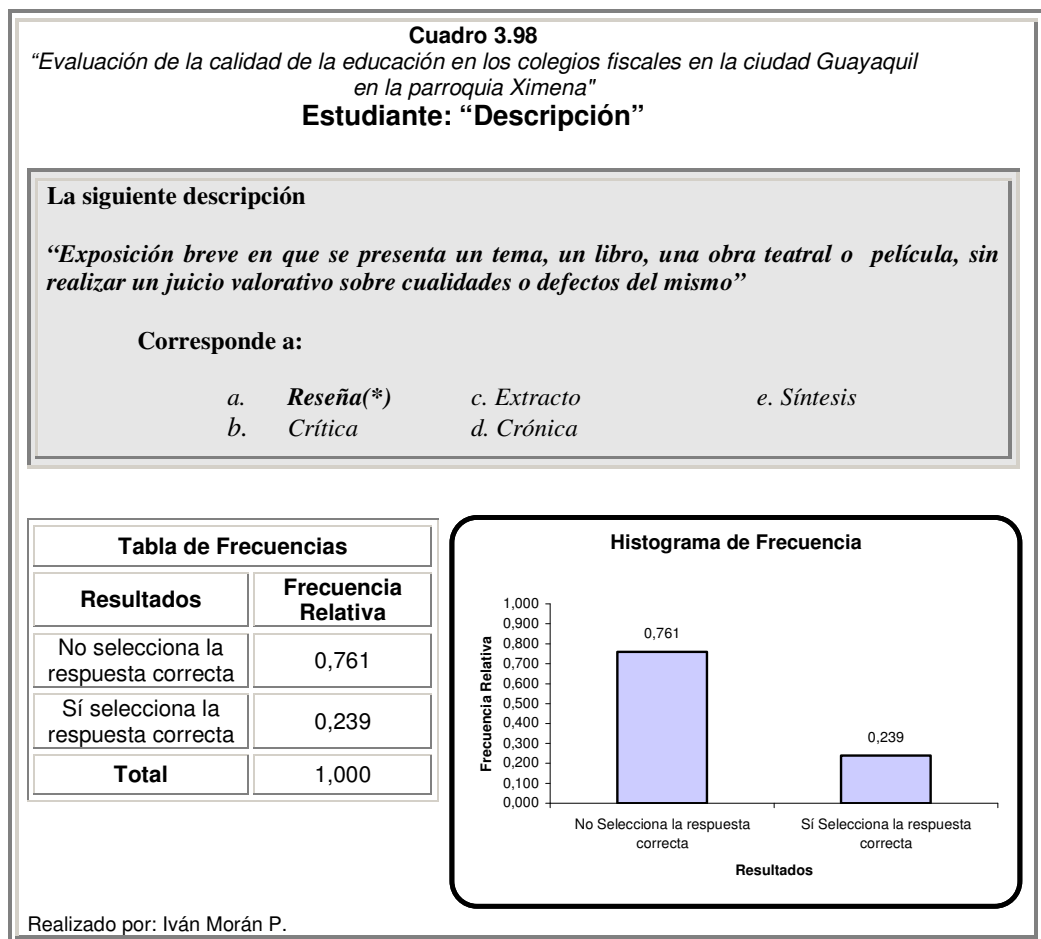 Cuadro 3.98
“Evaluación de la calidad de la educación en los colegios fiscales en la ciudad Guayaquil
en la parroquia Ximena"
Estudiante: “Descripción”
La siguiente descripción
“Exposición breve en que se presenta un tema, un libro, una obra teatral o película, sin
realizar un juicio valorativo sobre cualidades o defectos del mismo”
Corresponde a:
a. Reseña(*) c. Extracto e. Síntesis
b. Crítica d. Crónica
Tabla de Frecuencias
Resultados Frecuencia
Relativa
No selecciona la
respuesta correcta 0,761
Sí selecciona la
respuesta correcta 0,239
Total 1,000
Histograma de Frecuencia
Frecuencia Relativa
1,000
0,900
0,800
0,700
0,600
0,500
0,400
0,300
0,200
0,100
0,000
0,761
0,239
No Selecciona la respuesta
correcta
Sí Selecciona la respuesta
correcta
Resultados
Realizado por: Iván Morán P.